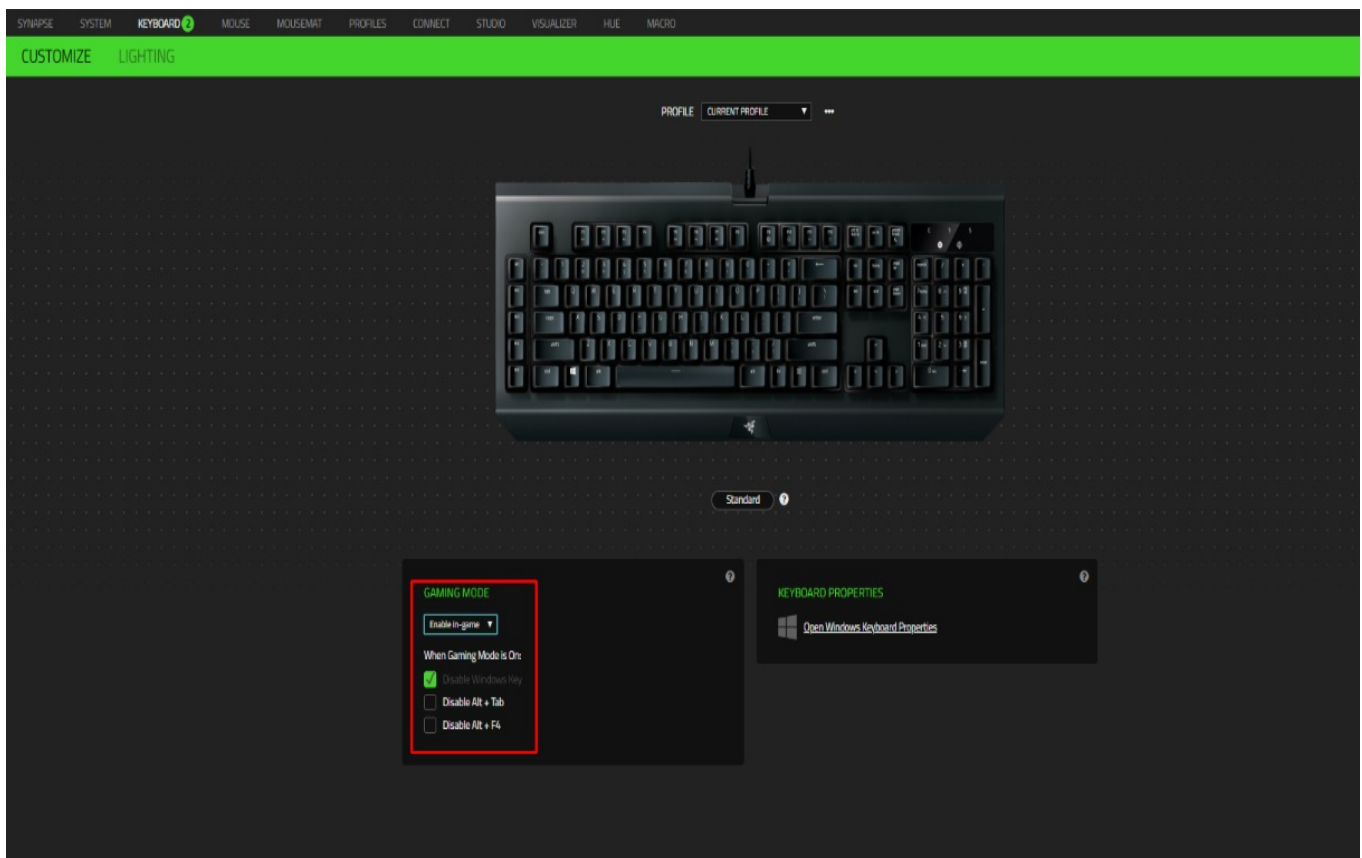 SYNAPSE SYSTEM KEYBOARD 2 MOUSE MOUSEMAT PROFILES CONNECT STUDIO VISUALIZER HUE MACRO
CUSTOMIZE LIGHTING
PROFILE CURRENT PROFILE
Standard ?
GAMING MODE ?
Enable In-game
When Gaming Mode is On:
Disable Windows Key
Disable Alt + Tab
Disable Alt + F4
KEYBOARD PROPERTIES ?
Open Windows Keyboard Properties